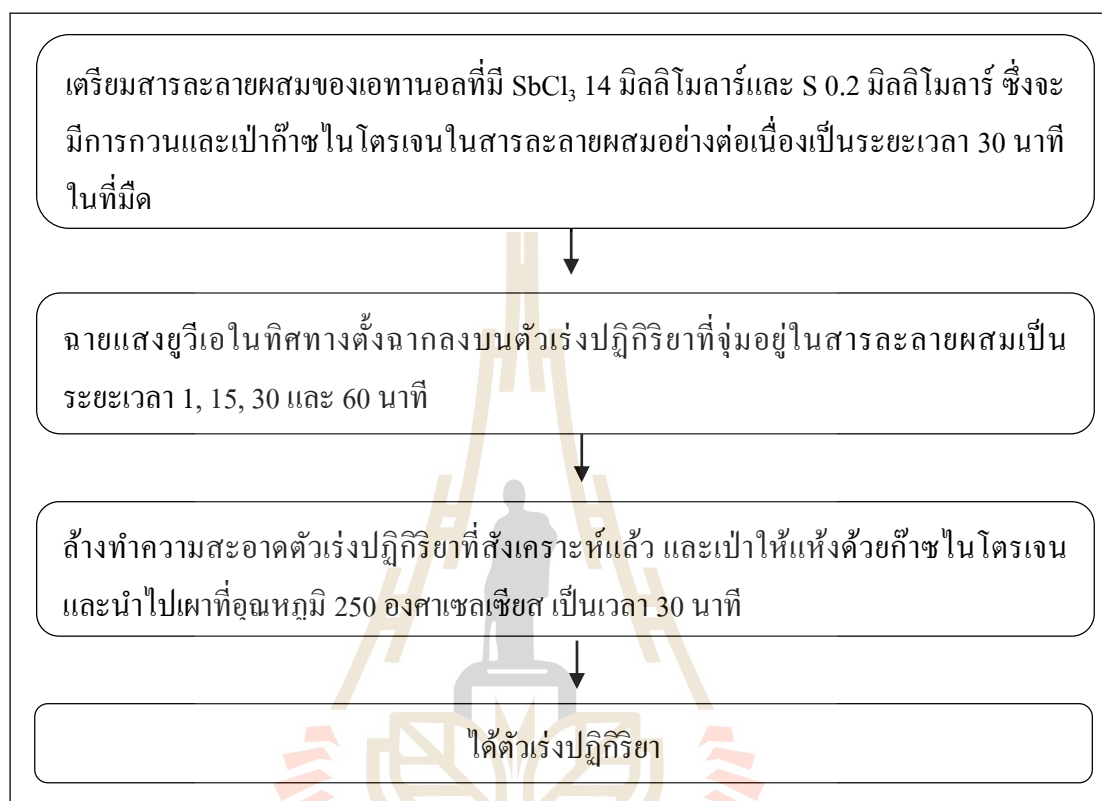 เตรียมสารละลายผสมของเอทานอลที่มี SbCl₃ 14 มิลลิโมลาร์และ S 0.2 มิลลิโมลาร์ ซึ่งจะ
มีการกวนและเป่าก๊าซไนโตรเจนในสารละลายผสมอย่างต่อเนื่องเป็นระยะเวลา 30 นาที
ในที่มืด
ฉายแสงยูวีเอในทิศทางตั้งฉากลงบนตัวเร่งปฏิกิริยาที่จุ่มอยู่ในสารละลายผสมเป็น
ระยะเวลา 1, 15, 30 และ 60 นาที
ล้างทำความสะอาดตัวเร่งปฏิกิริยาที่สังเคราะห์แล้ว และเป่าให้แห้งด้วยก๊าซไนโตรเจน
และนำไปเผาที่อุณหภูมิ 250 องศาเซลเซียส เป็นเวลา 30 นาที
ได้ตัวเร่งปฏิกิริยา